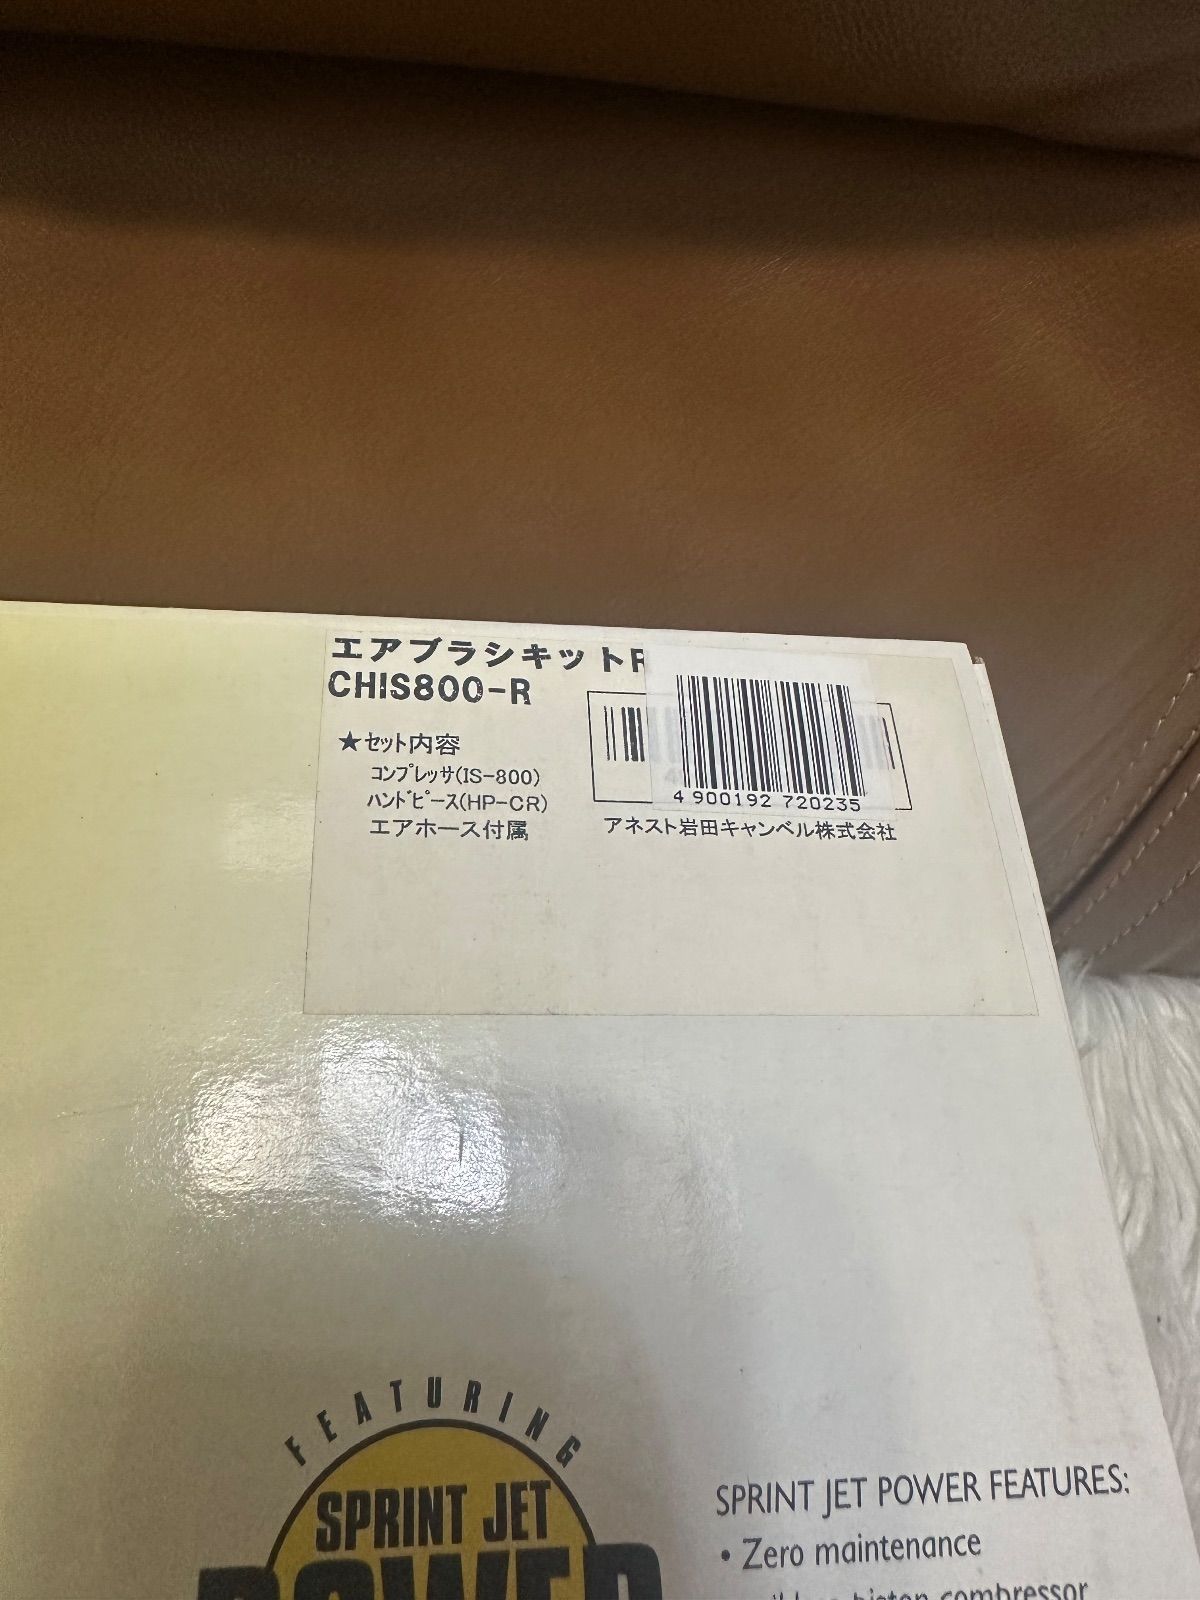 エアブラシキットR
CHIS800-R
★セット内容
コンプレッサ(IS-800)
ハンドピース(HP-CR)
エアホース付属
4 900192 720235
アネスト岩田キャンベル株式会社
FEATURING
SPRINT JET
POWER
SPRINT JET POWER FEATURES:
• Zero maintenance
piston compressor